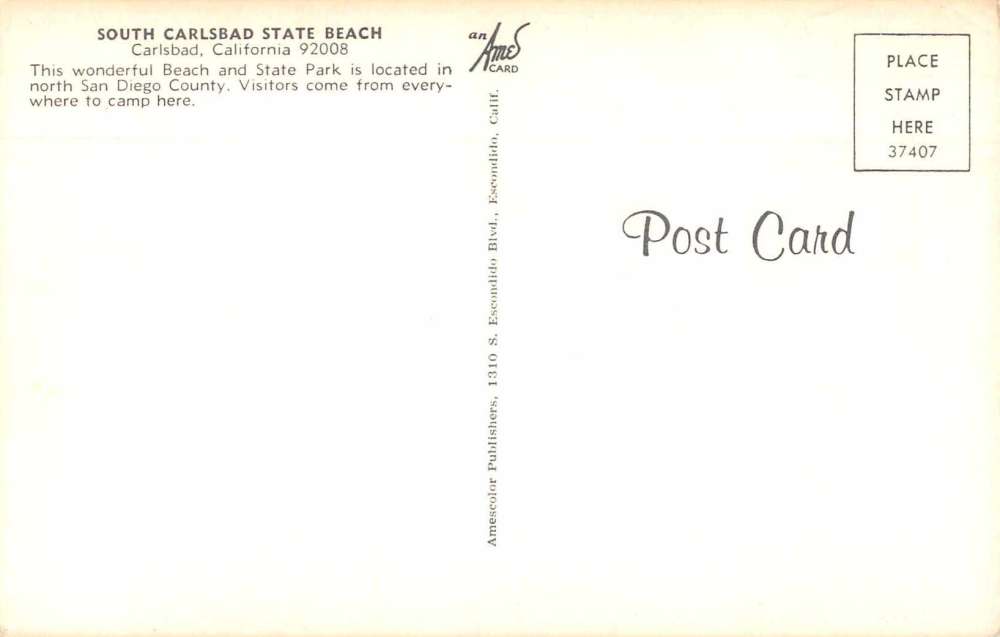 SOUTH CARLSBAD STATE BEACH
Carlsbad, California 92008
This wonderful Beach and State Park is located in
north San Diego County. Visitors come from every-
where to camp here.
an
Ames
CARD
Amescolor Publishers, 1310 S. Escondido Blvd., Escondido, Calif.
PLACE
STAMP
HERE
37407
Post Card